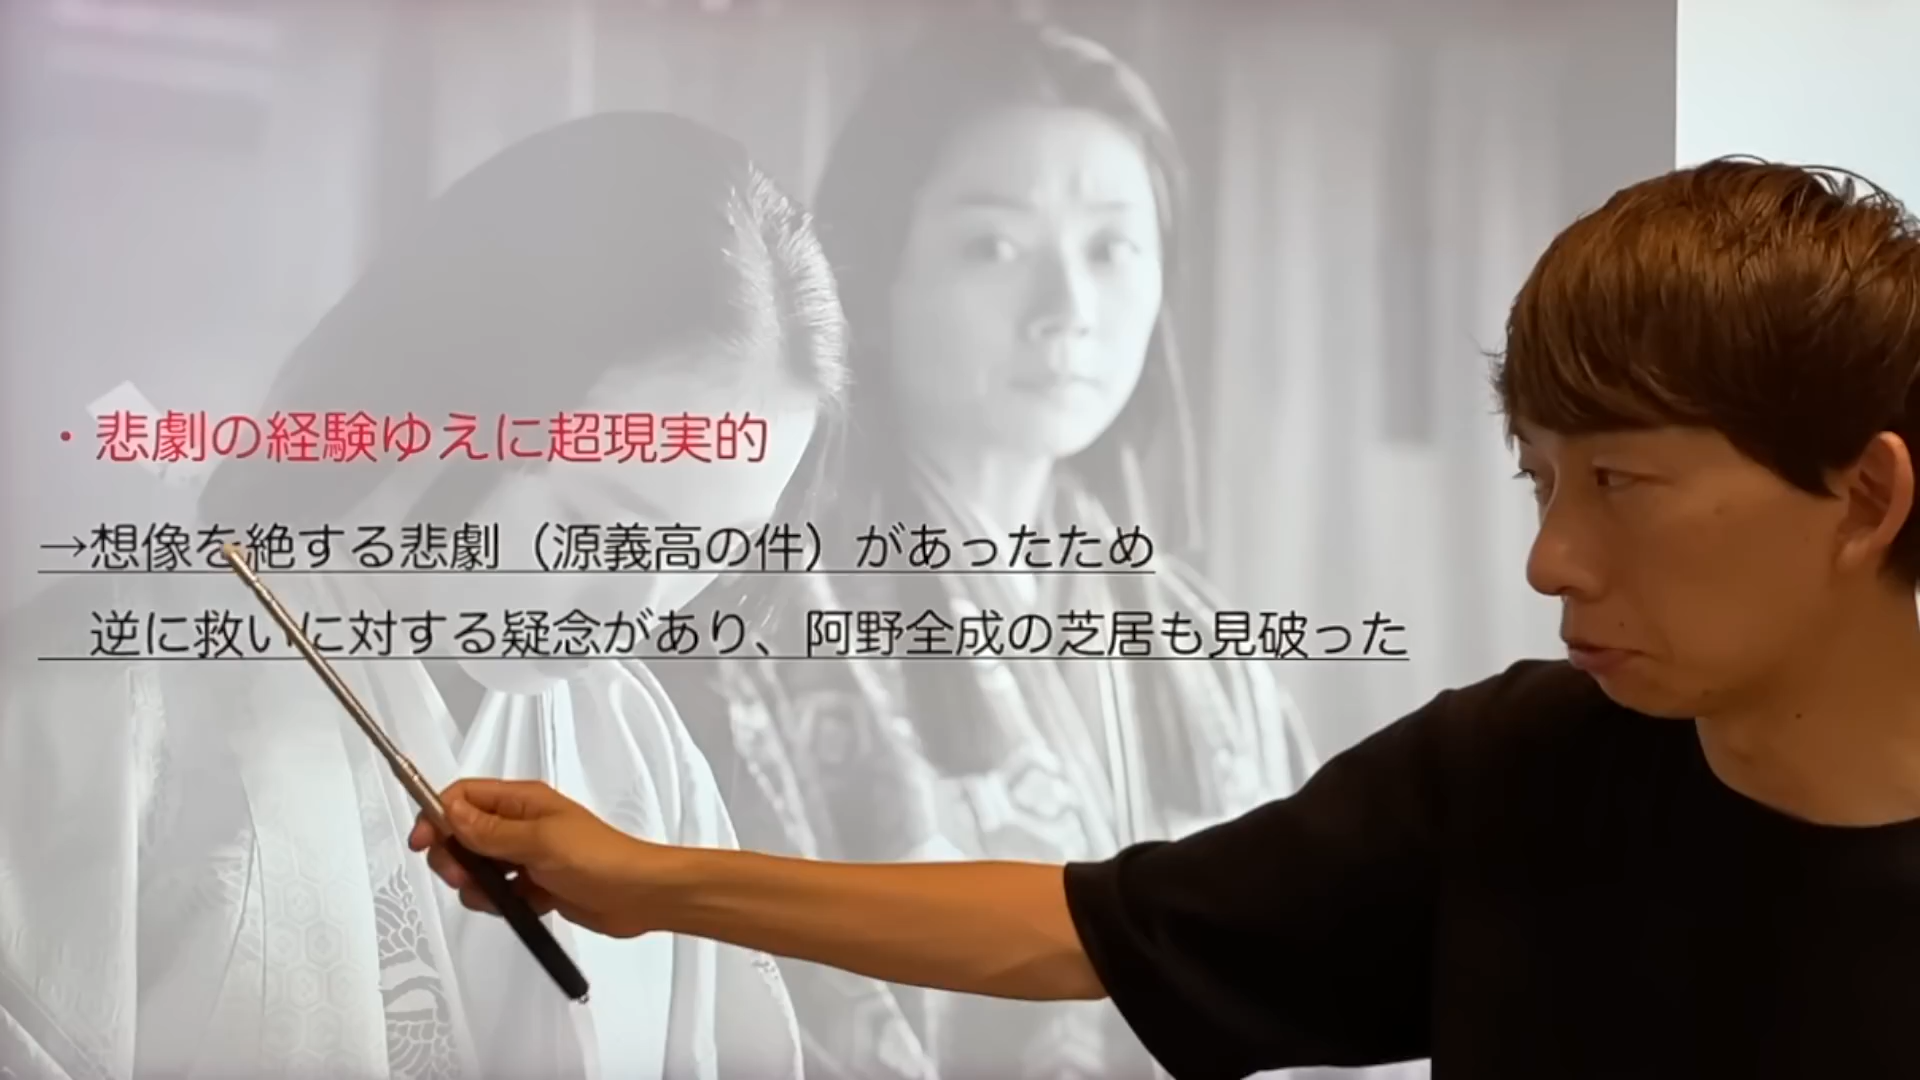 ・悲劇の経験ゆえに超現実的
→想像を絶する悲劇（源義高の件）があったため
逆に救いに対する疑念があり、阿野全成の芝居も見破った